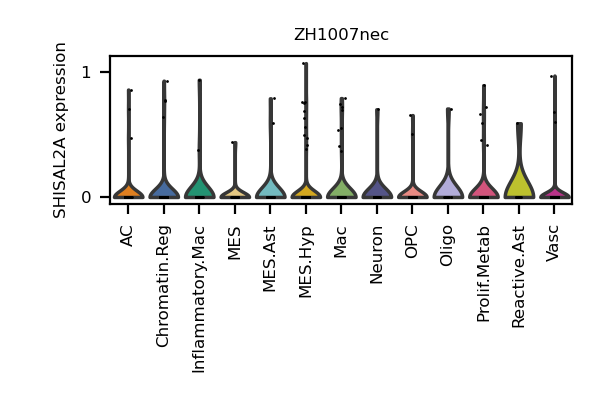 ZH1007nec
SHISAL2A expression
1
0
AC
Chromatin.Reg
Inflammatory.Mac
MES
MES.Ast
MES.Hyp
Mac
Neuron
OPC
Oligo
Prolif.Metab
Reactive.Ast
Vasc